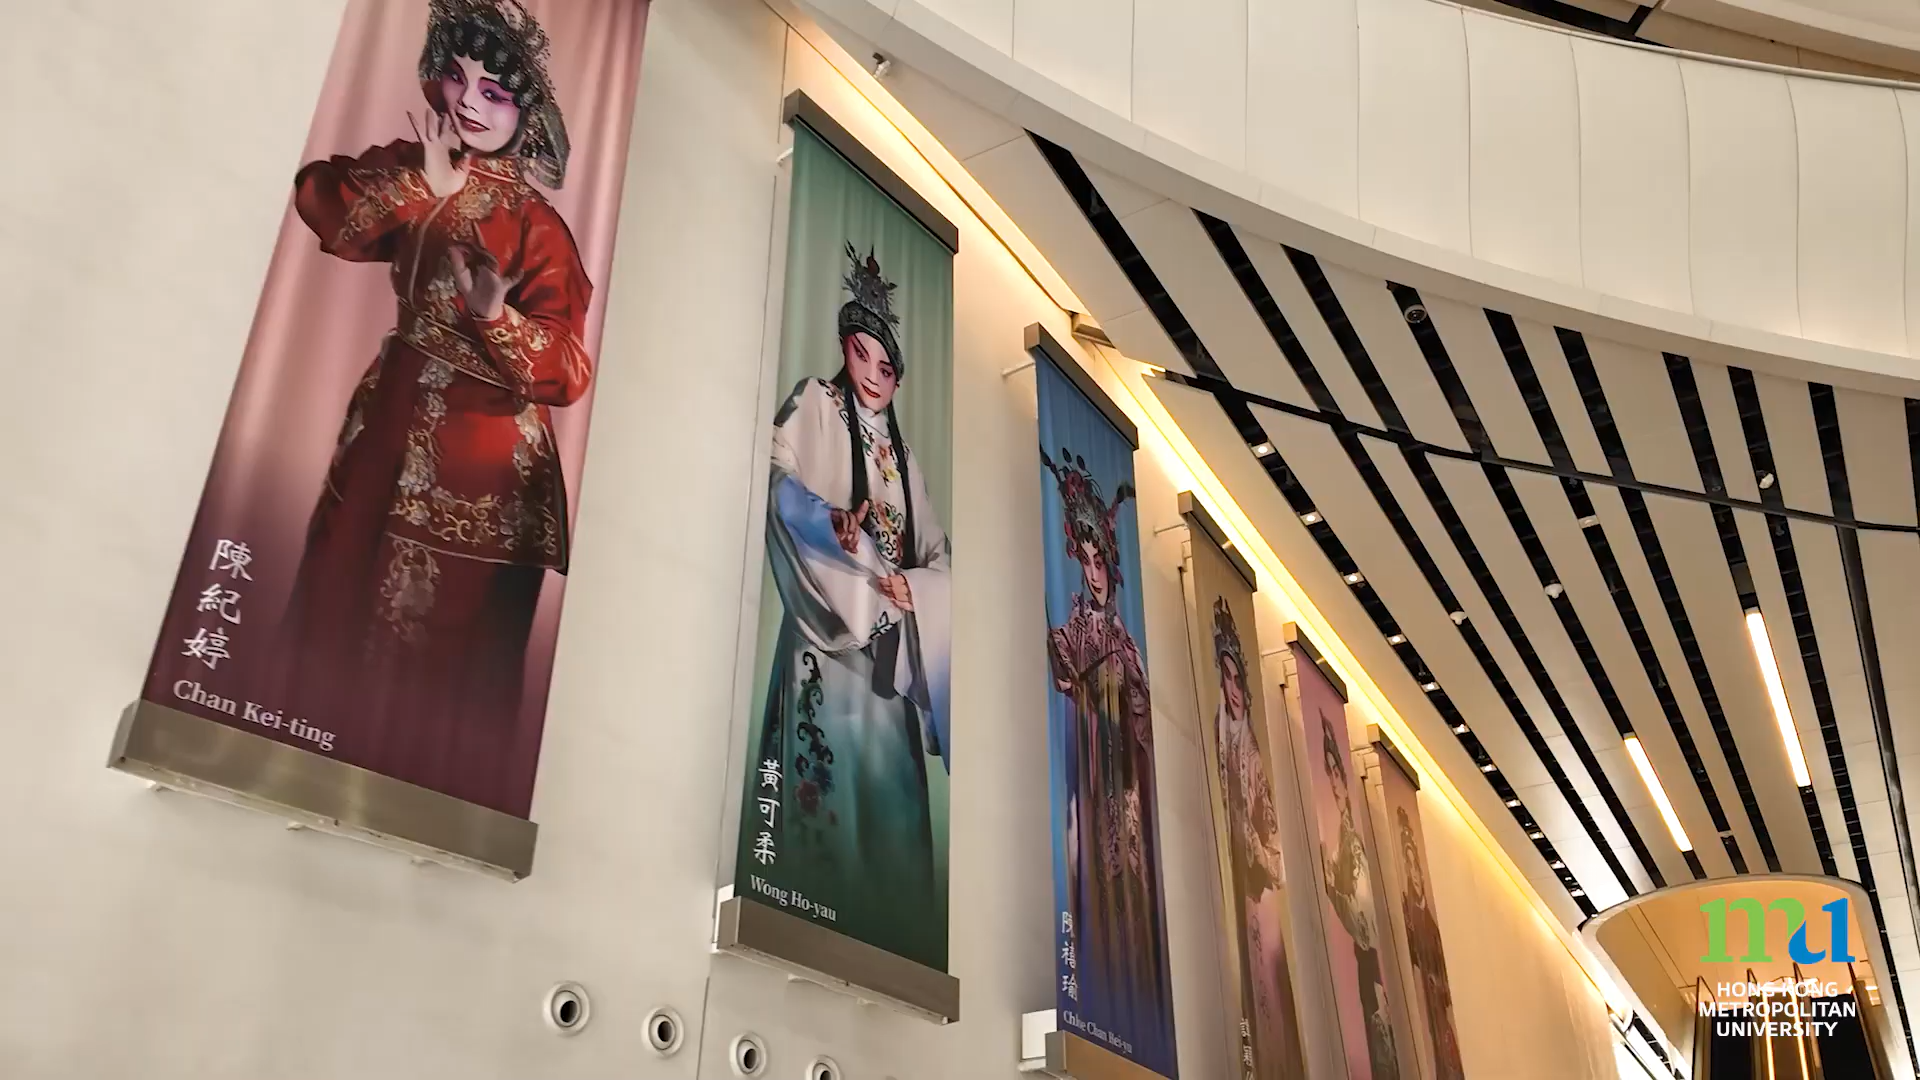 陳紀婷
Chan Kei-ting
黃可柔
Wong Ho-yau
陳禧瑜
Chloe Chan Hei-yu
mu
HONG KONG
METROPOLITAN
UNIVERSITY